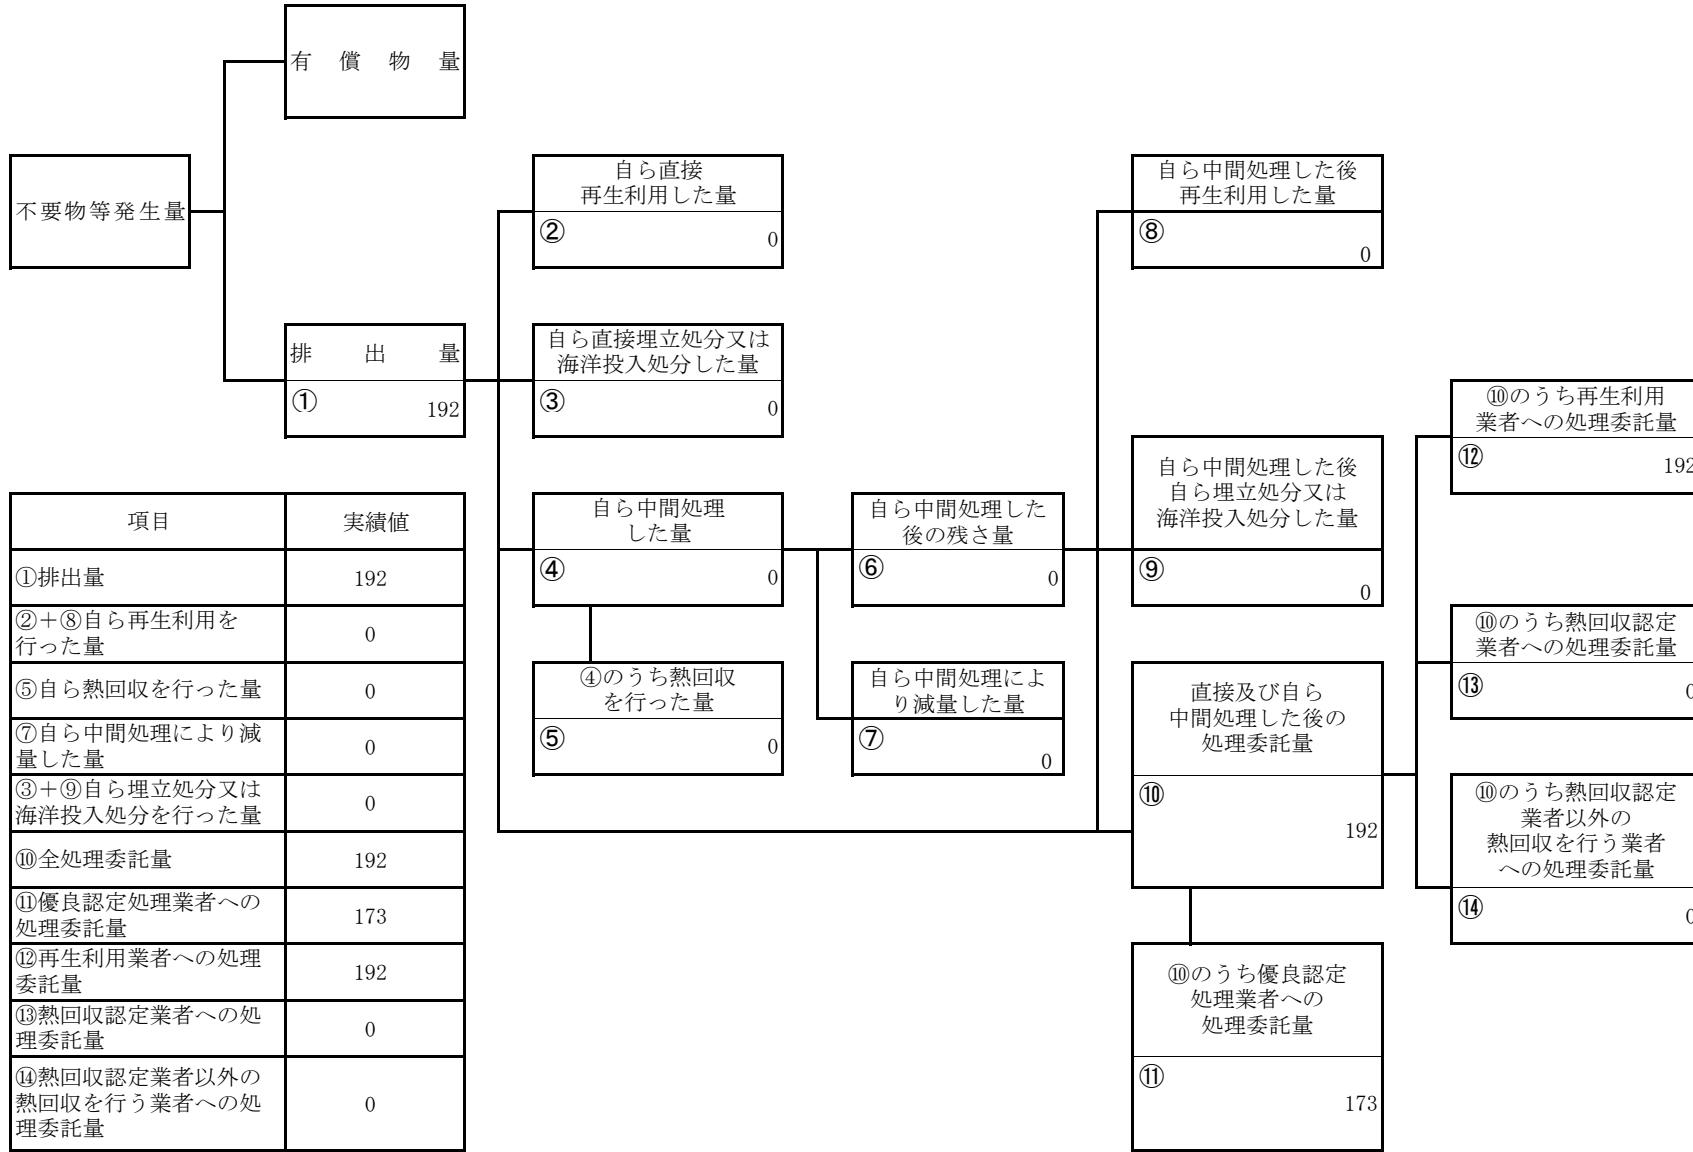 有償物量
不要物等発生量
自ら直接
再生利用した量
② 0
自ら中間処理した後
再生利用した量
⑧ 0
排出量
① 192
自ら直接埋立処分又は
海洋投入処分した量
③ 0
⑩のうち再生利用
業者への処理委託量
⑫ 192
自ら中間処理した後
自ら埋立処分又は
海洋投入処分した量
⑨ 0
自ら中間処理
した量
④ 0
自ら中間処理した
後の残さ量
⑥ 0
⑩のうち熱回収認定
業者への処理委託量
⑬ 0
④のうち熱回収
を行った量
⑤ 0
自ら中間処理によ
り減量した量
⑦ 0
直接及び自ら
中間処理した後の
処理委託量
⑩ 192
⑩のうち熱回収認定
業者以外の
熱回収を行う業者
への処理委託量
⑭ 0
⑩のうち優良認定
処理業者への
処理委託量
⑪ 173
項目 実績値
①排出量 192
②+⑧自ら再生利用を
行った量 0
⑤自ら熱回収を行った量 0
⑦自ら中間処理により減
量した量 0
③+⑨自ら埋立処分又は
海洋投入処分を行った量 0
⑩全処理委託量 192
⑪優良認定処理業者への
処理委託量 173
⑫再生利用業者への処理
委託量 192
⑬熱回収認定業者への処
理委託量 0
⑭熱回収認定業者以外の
熱回収を行う業者への処
理委託量 0